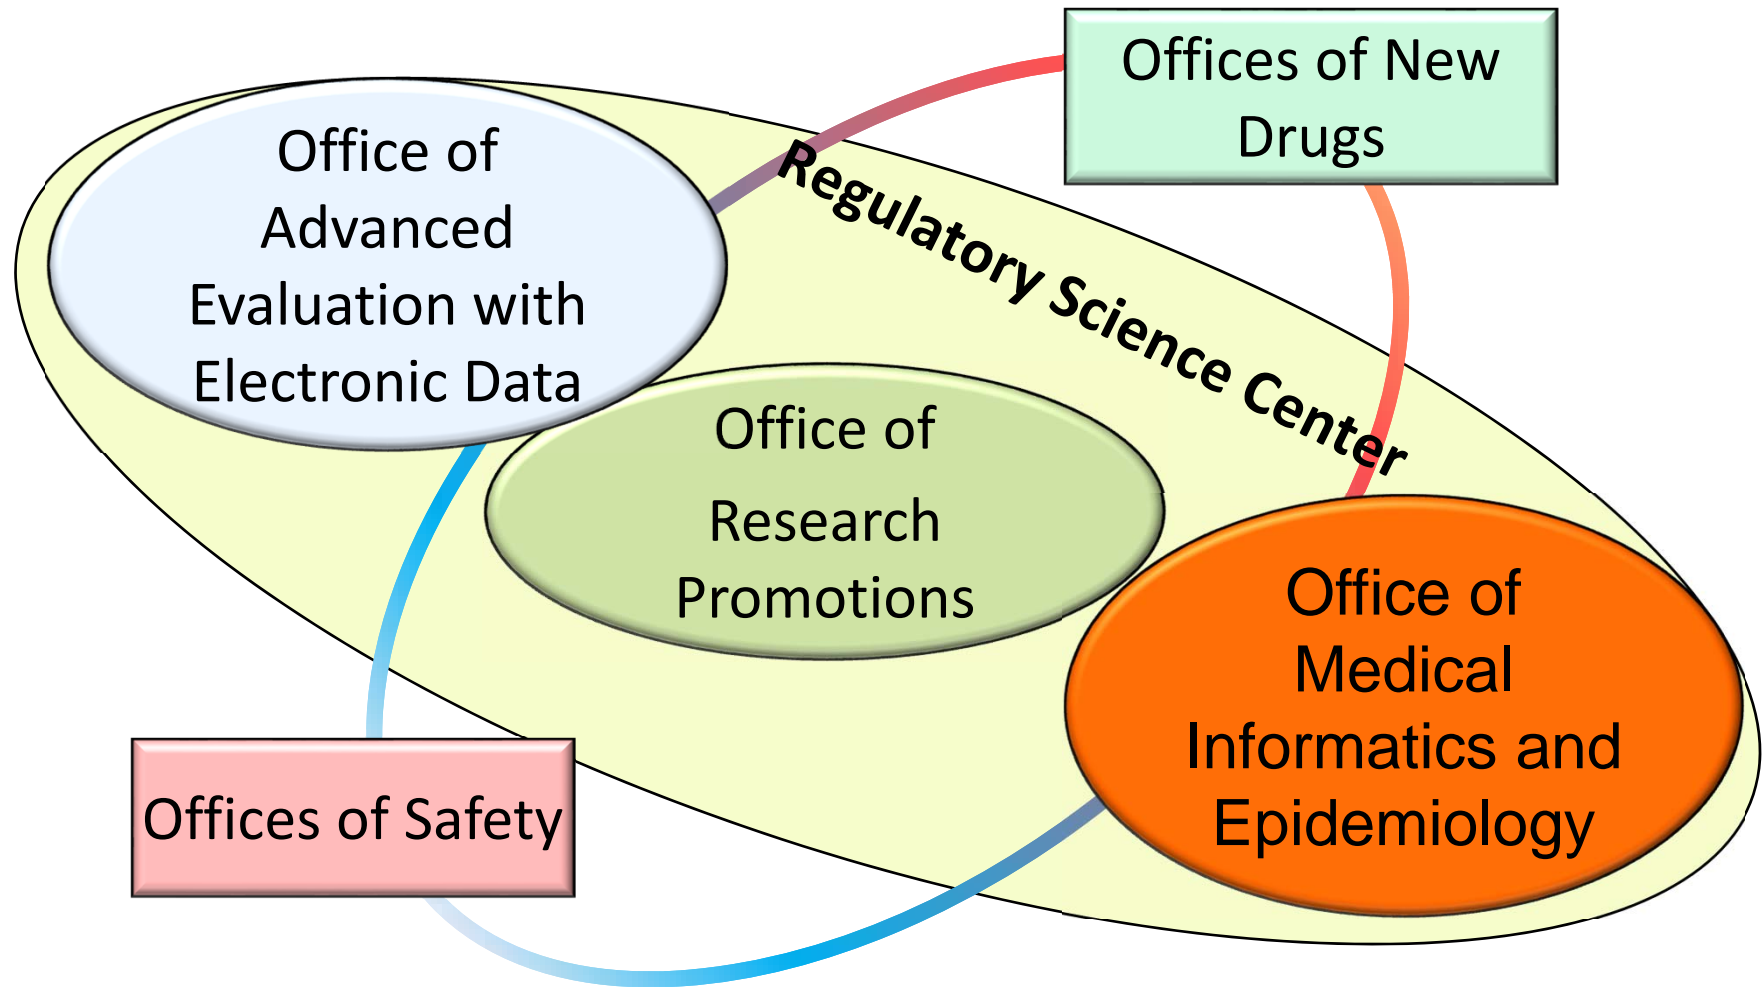 Offices of New
Drugs
Office of
Advanced
Evaluation with
Electronic Data
Regulatory Science Center
Office of
Research
Promotions
Office of
Medical
Informatics and
Epidemiology
Offices of Safety